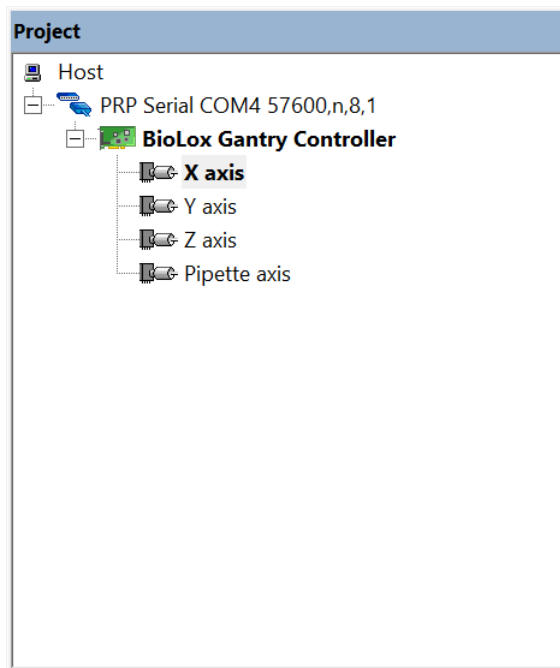 Project
Host
PRP Serial COM4 57600,n,8,1
BioLox Gantry Controller
X axis
Y axis
Z axis
Pipette axis